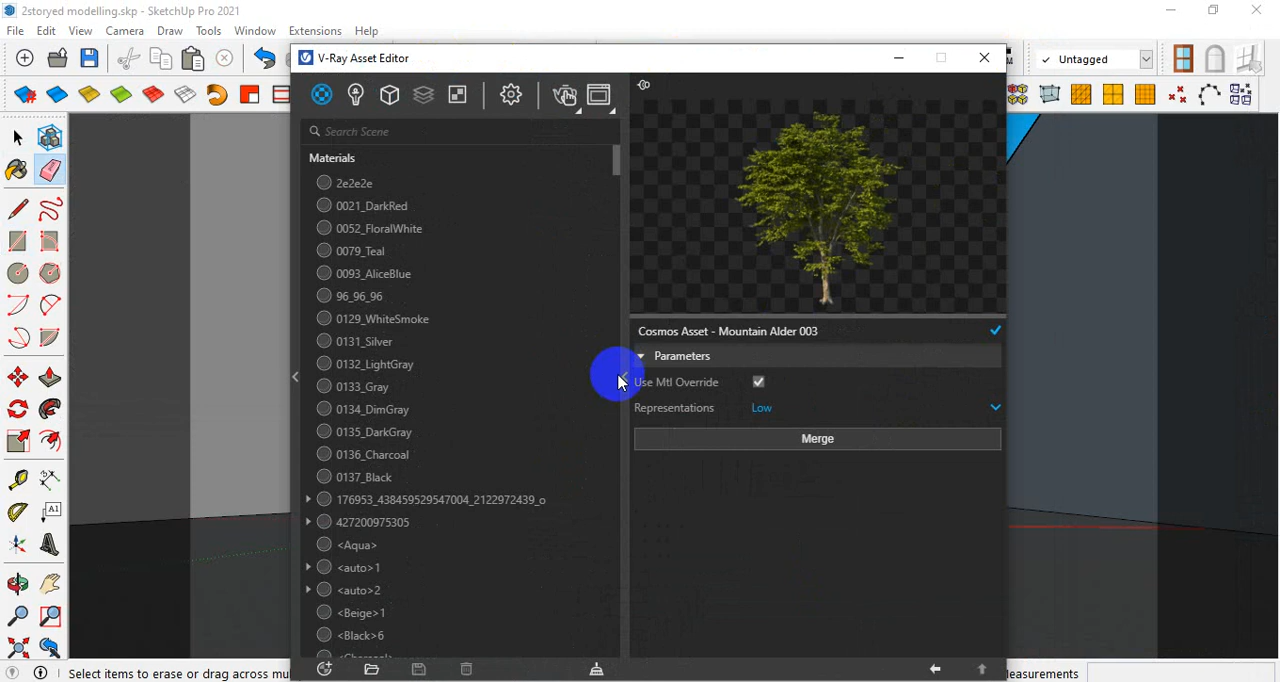 2storyed modelling.skp - SketchUp Pro 2021
File Edit View Camera Draw Tools Window Extensions Help
V-Ray Asset Editor
Untagged
Search Scene
Materials
2e2e2e
0021_DarkRed
0052_FloralWhite
0079_Teal
0093_AliceBlue
96_96_96
0129_WhiteSmoke
0131_Silver
0132_LightGray
0133_Gray
0134_DimGray
0135_DarkGray
0136_Charcoal
0137_Black
176953_438459529547004_2122972439_o
427200975305
<Aqua>
<auto>1
<auto>2
<Beige>1
<Black>6
Cosmos Asset - Mountain Alder 003
Parameters
Use Mtl Override
Representations Low
Merge
A1
Select items to erase or drag across mu